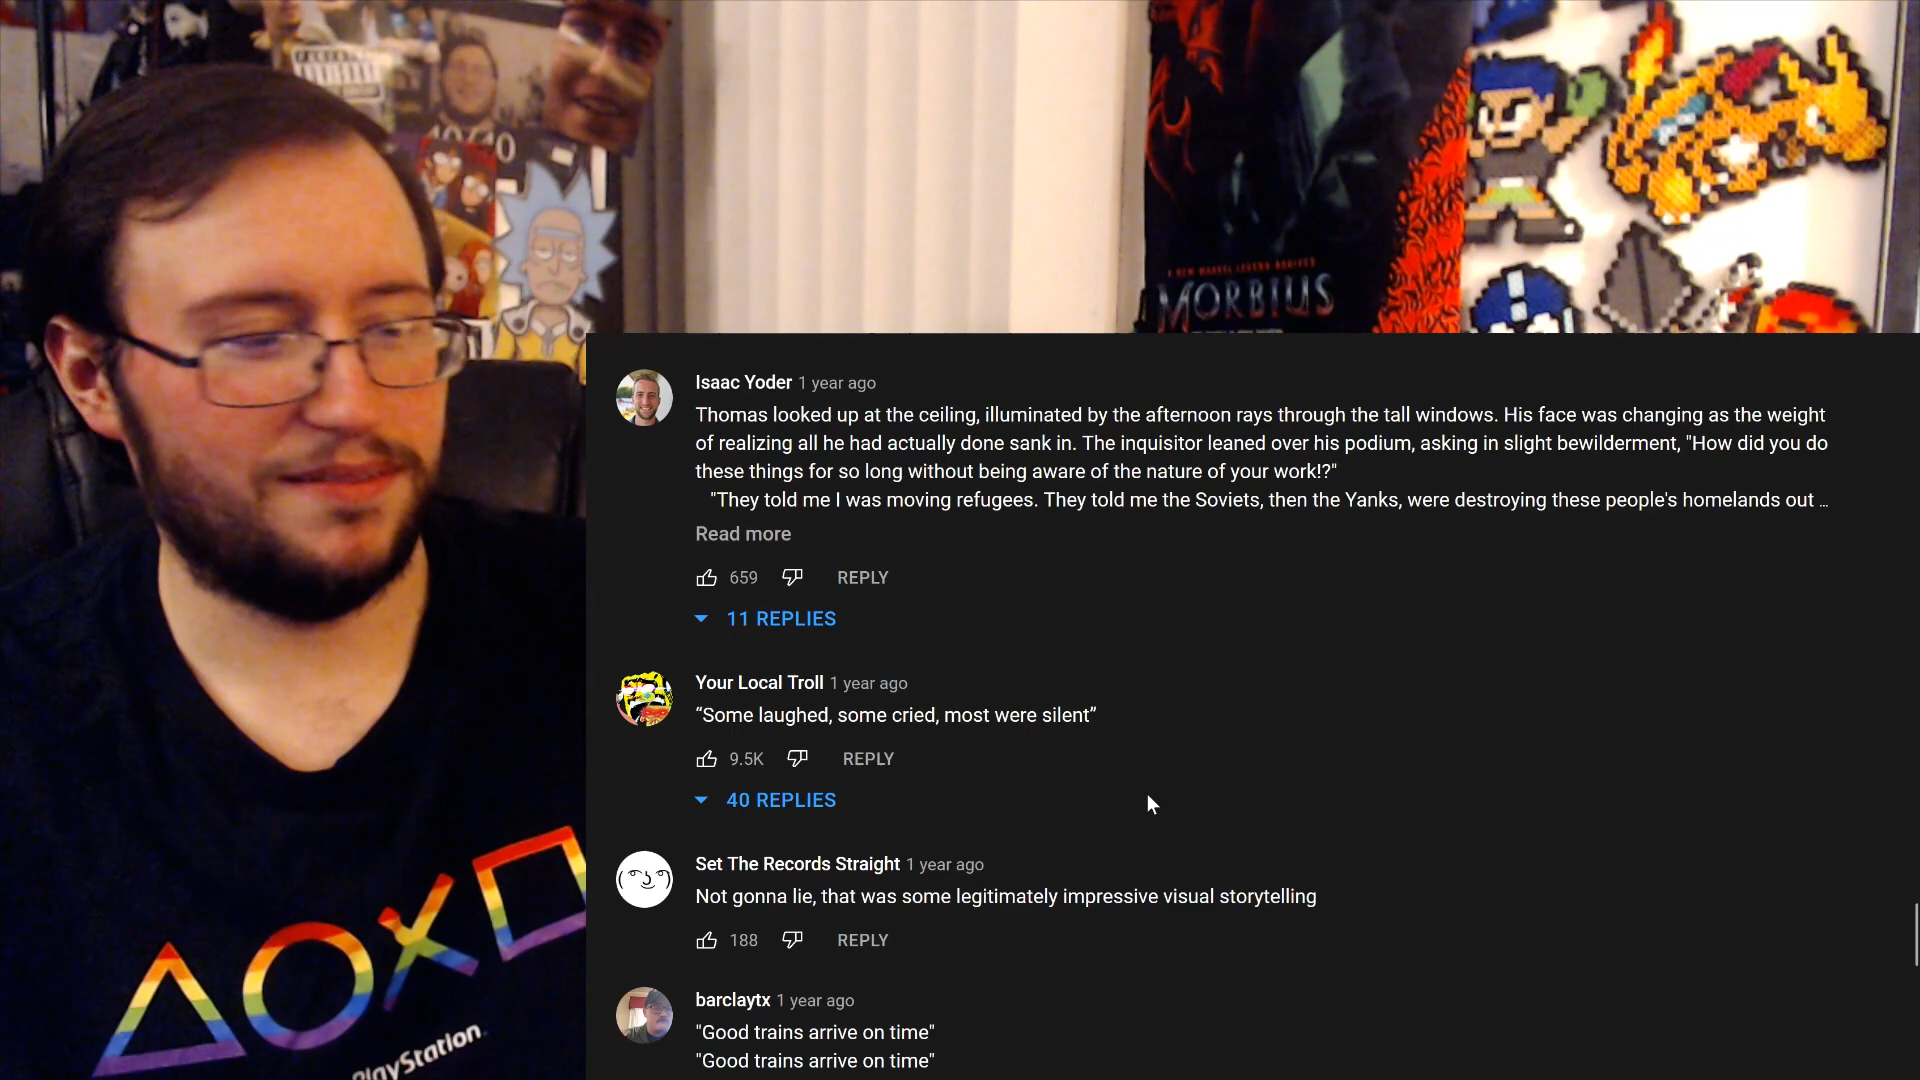 40/40
A NEW MARVEL LEGEND ARRIVES
MORBIUS
Isaac Yoder 1 year ago
Thomas looked up at the ceiling, illuminated by the afternoon rays through the tall windows. His face was changing as the weight
of realizing all he had actually done sank in. The inquisitor leaned over his podium, asking in slight bewilderment, "How did you do
these things for so long without being aware of the nature of your work!?"
"They told me I was moving refugees. They told me the Soviets, then the Yanks, were destroying these people's homelands out ...
Read more
659 REPLY
11 REPLIES
Your Local Troll 1 year ago
“Some laughed, some cried, most were silent”
9.5K REPLY
40 REPLIES
Set The Records Straight 1 year ago
Not gonna lie, that was some legitimately impressive visual storytelling
188 REPLY
barclaytx 1 year ago
"Good trains arrive on time"
"Good trains arrive on time"
PlayStation